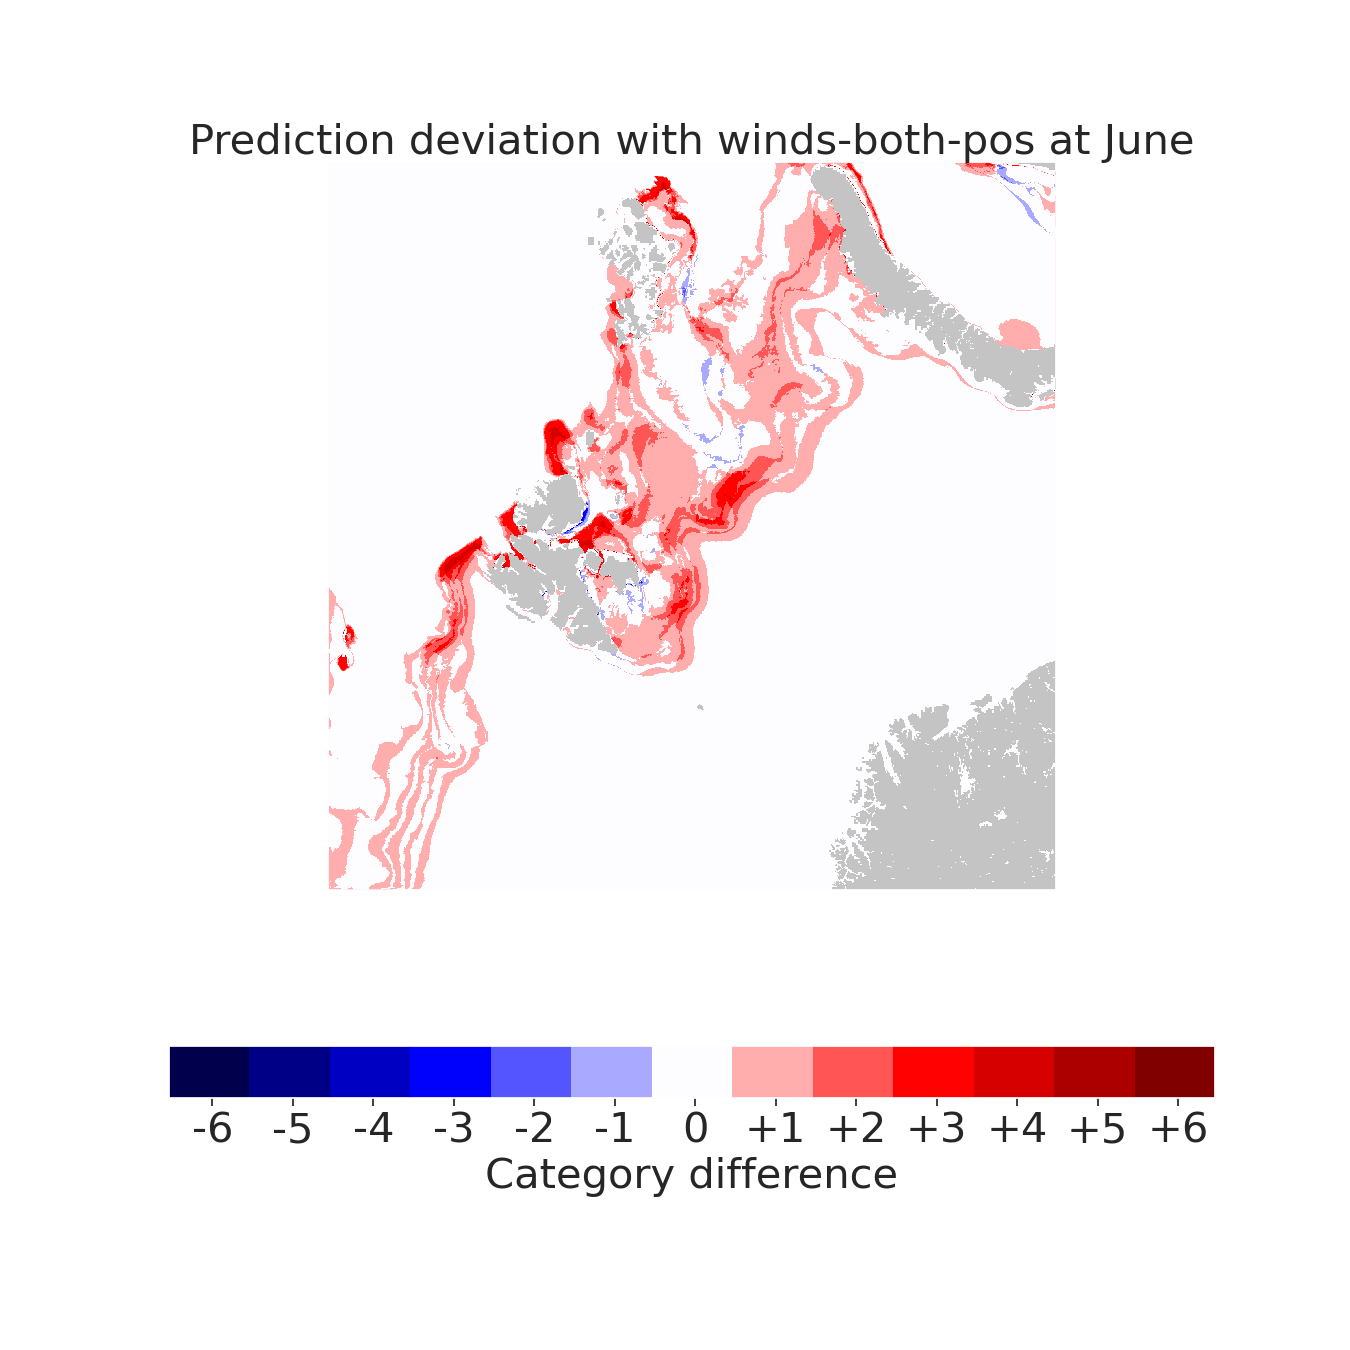 Prediction deviation with winds-both-pos at June
-6 -5 -4 -3 -2 -1 0 +1 +2 +3 +4 +5 +6
Category difference